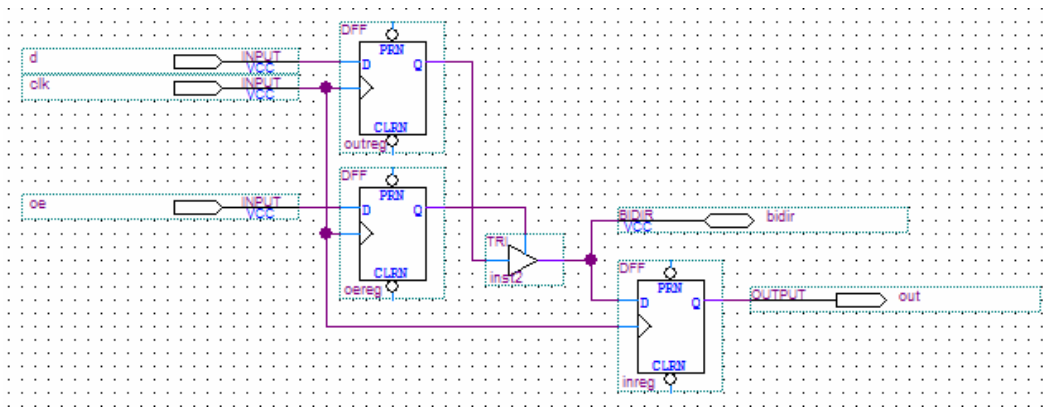 DFF
PRN
d
INPUT
VCC
D
Q
clk
INPUT
VCC
CLRN
outreg
DFF
PRN
oe
INPUT
VCC
D
Q
BIDIR
VCC
bidir
TRI
inst2
CLRN
oereg
DFF
PRN
D
Q
OUTPUT
out
CLRN
inreg